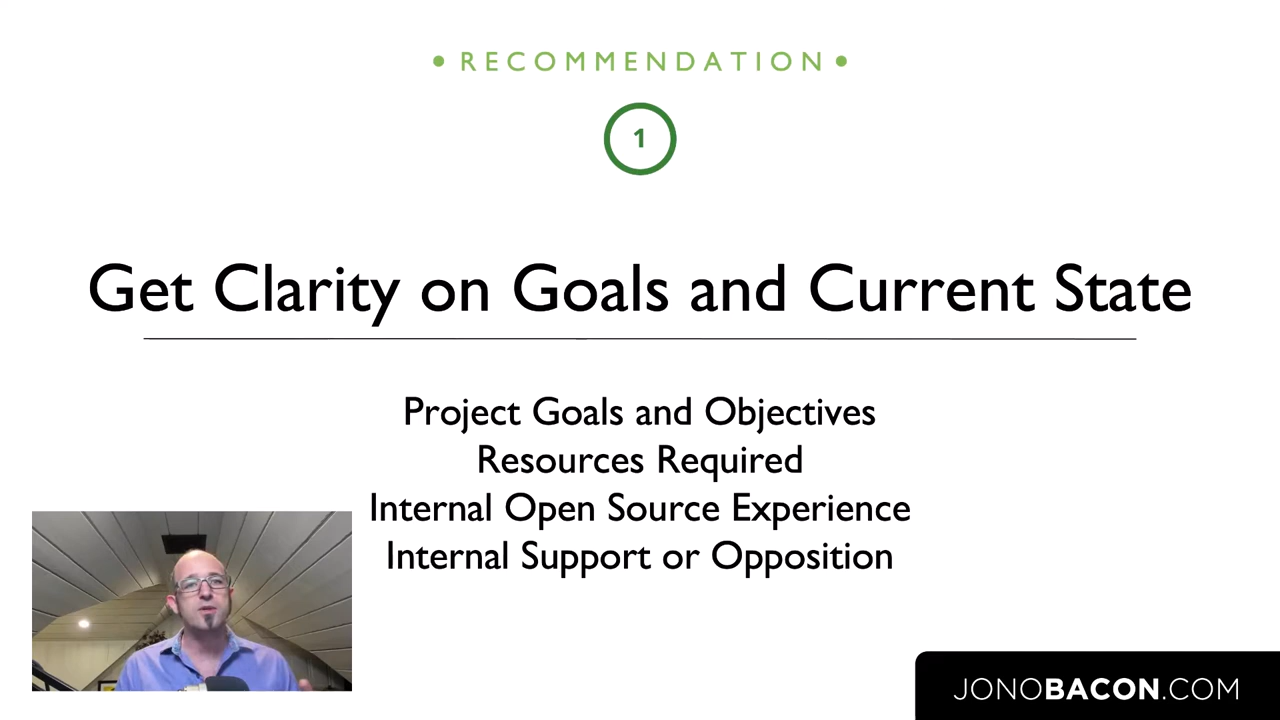 • RECOMMENDATION •
1
Get Clarity on Goals and Current State
Project Goals and Objectives
Resources Required
Internal Open Source Experience
Internal Support or Opposition
JONOBACON.COM